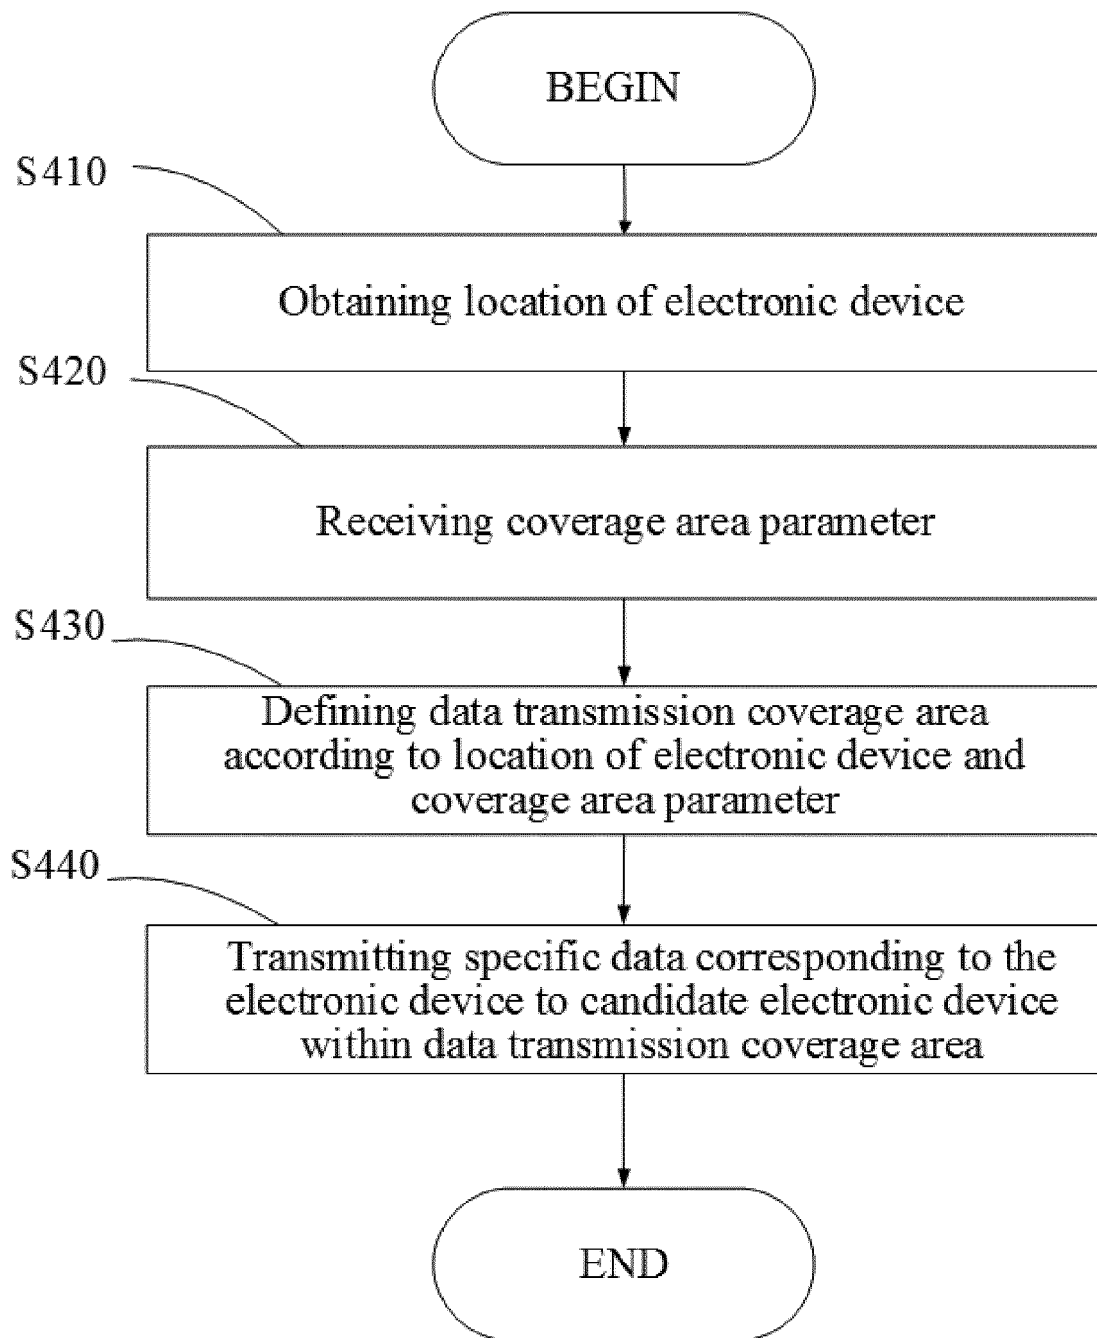 BEGIN
S410
Obtaining location of electronic device
S420
Receiving coverage area parameter
S430
Defining data transmission coverage area
according to location of electronic device and
coverage area parameter
S440
Transmitting specific data corresponding to the
electronic device to candidate electronic device
within data transmission coverage area
END